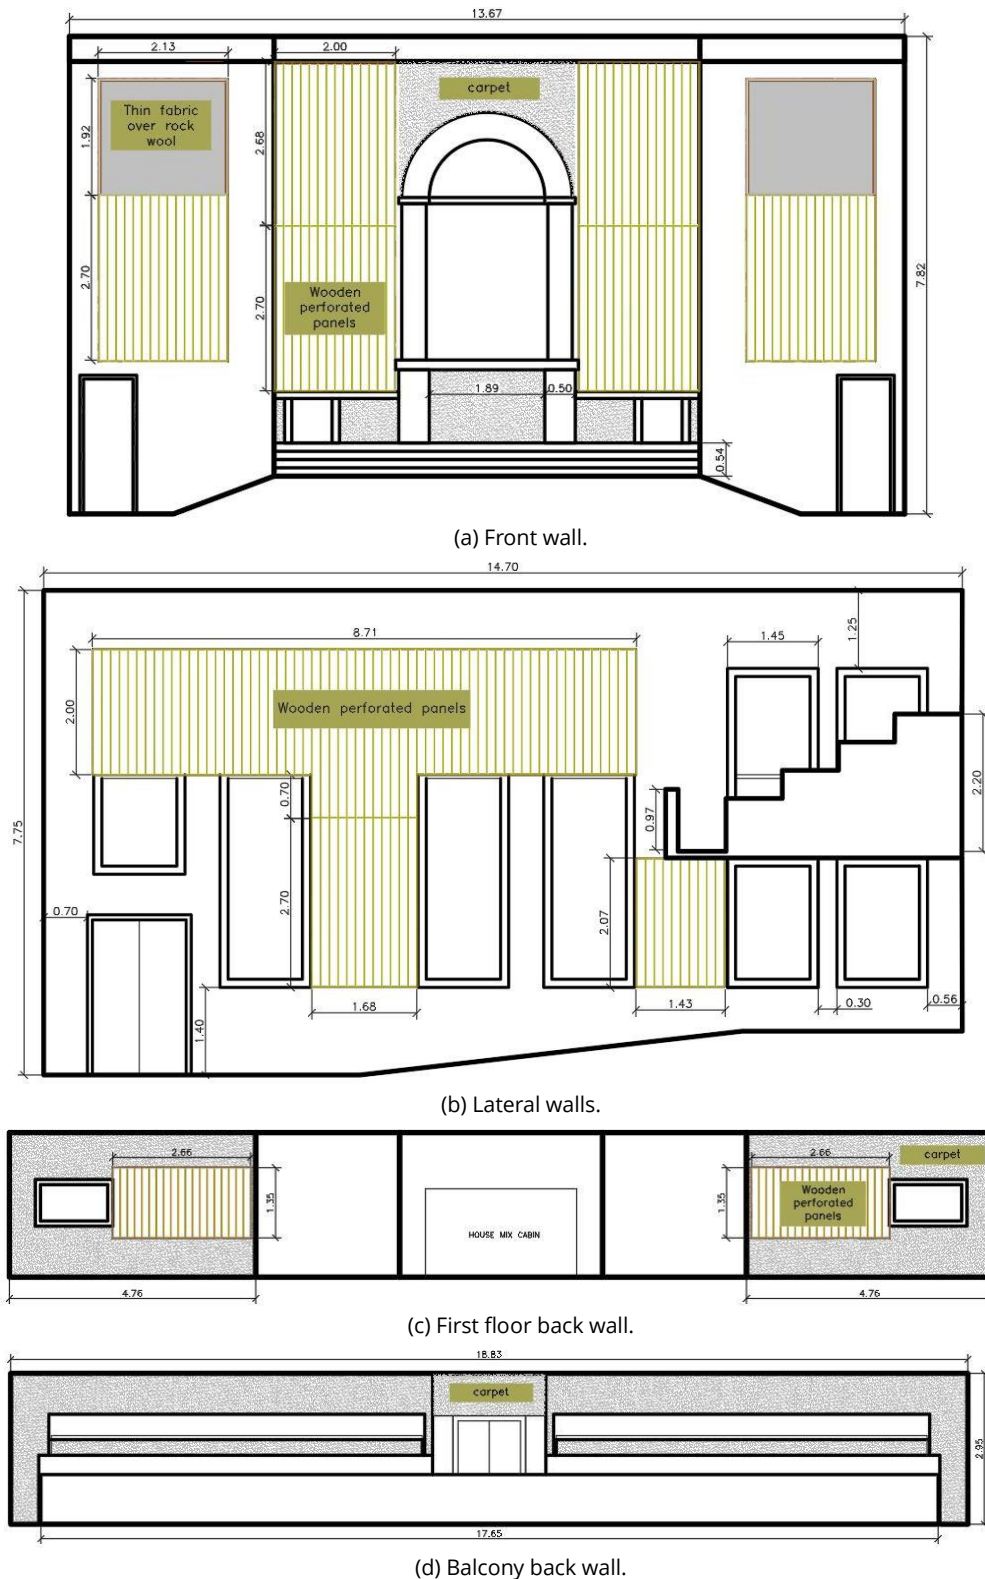 13.67
2.13
2.00
carpet
Thin fabric
over rock
wool
1.92
2.68
2.70
2.70
Wooden
perforated
panels
7.82
1.89
0.50
0.54
(a) Front wall.
14.70
8.71
1.45
1.25
2.00
Wooden perforated panels
0.70
2.20
0.97
7.75
2.70
2.07
0.70
1.40
1.68
1.43
0.30
0.56
(b) Lateral walls.
2.66
2.66
carpet
1.35
1.35
Wooden
perforated
panels
HOUSE MIX CABIN
4.76
4.76
(c) First floor back wall.
18.83
carpet
2.95
17.65
(d) Balcony back wall.